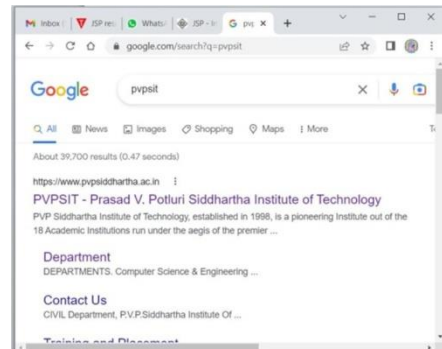 Inbox (
JSP res
Whats
JSP - In
pvp
google.com/search?q=pvpsit
Google
pvpsit
All News Images Shopping Maps More
About 39,700 results (0.47 seconds)
https://www.pvpsiddhartha.ac.in
PVPSIT - Prasad V. Potluri Siddhartha Institute of Technology
PVP Siddhartha Institute of Technology, established in 1998, is a pioneering Institute out of the
18 Academic Institutions run under the aegis of the premier ...
Department
DEPARTMENTS. Computer Science & Engineering ...
Contact Us
CIVIL Department, P.V.P.Siddhartha Institute Of ...
Training and Placement